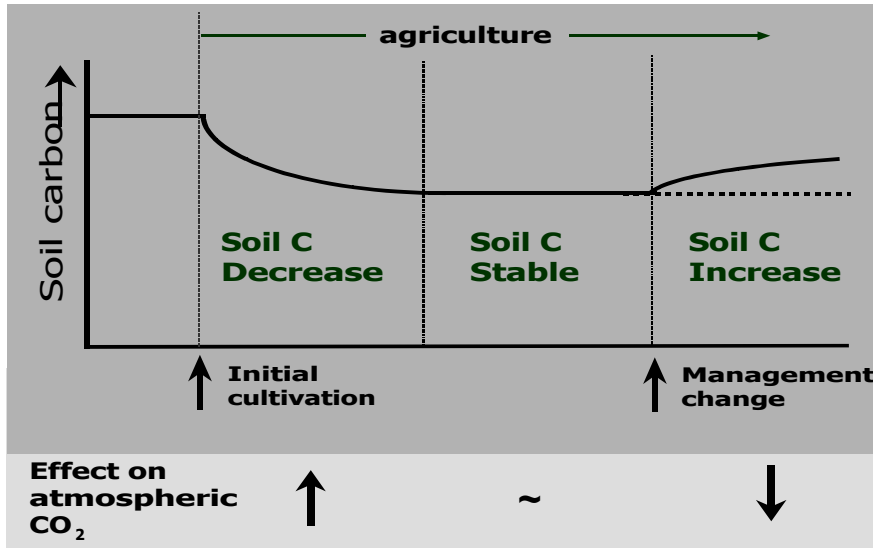 agriculture
Soil carbon
Soil C
Decrease
Soil C
Stable
Soil C
Increase
Initial
cultivation
Management
change
Effect on
atmospheric
CO₂
~